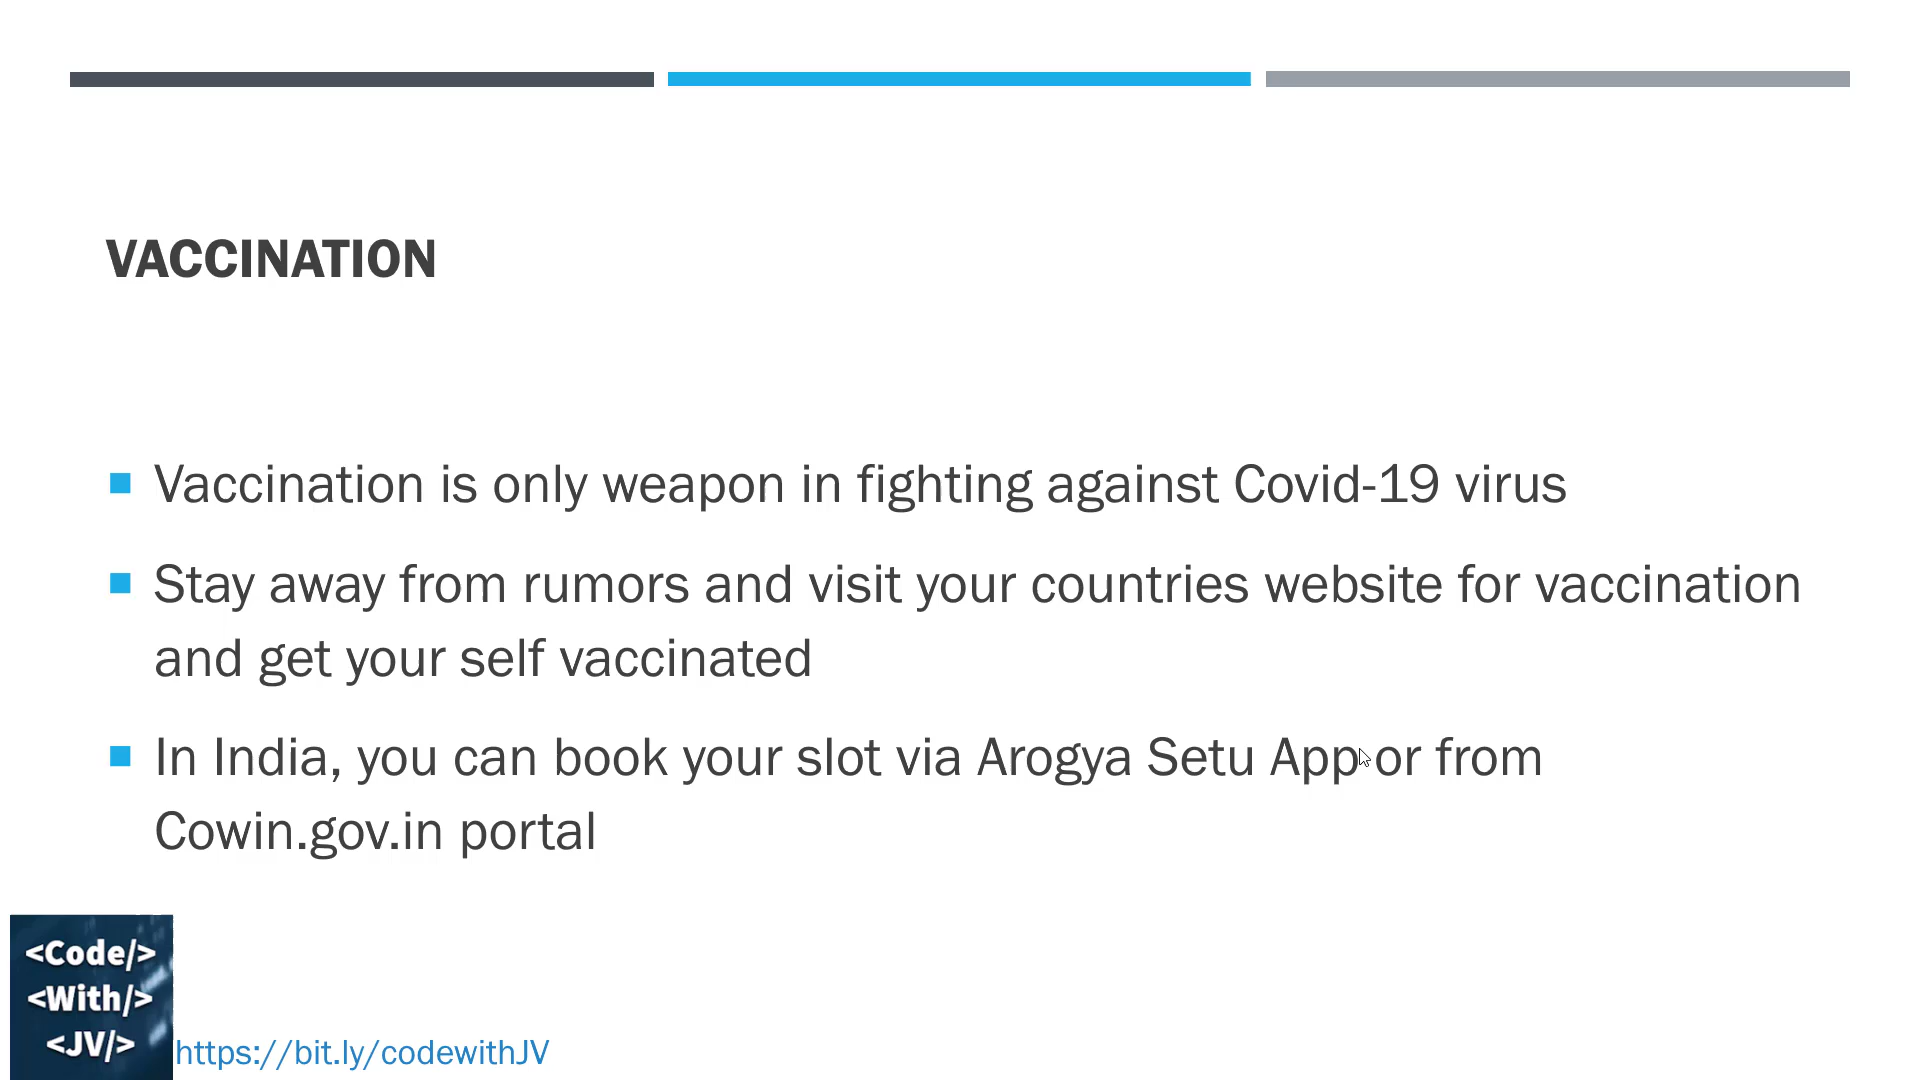 VACCINATION
Vaccination is only weapon in fighting against Covid-19 virus
Stay away from rumors and visit your countries website for vaccination
and get your self vaccinated
In India, you can book your slot via Arogya Setu App or from
Cowin.gov.in portal
<Code/>
<With/>
<JV/>
https://bit.ly/codewithJV